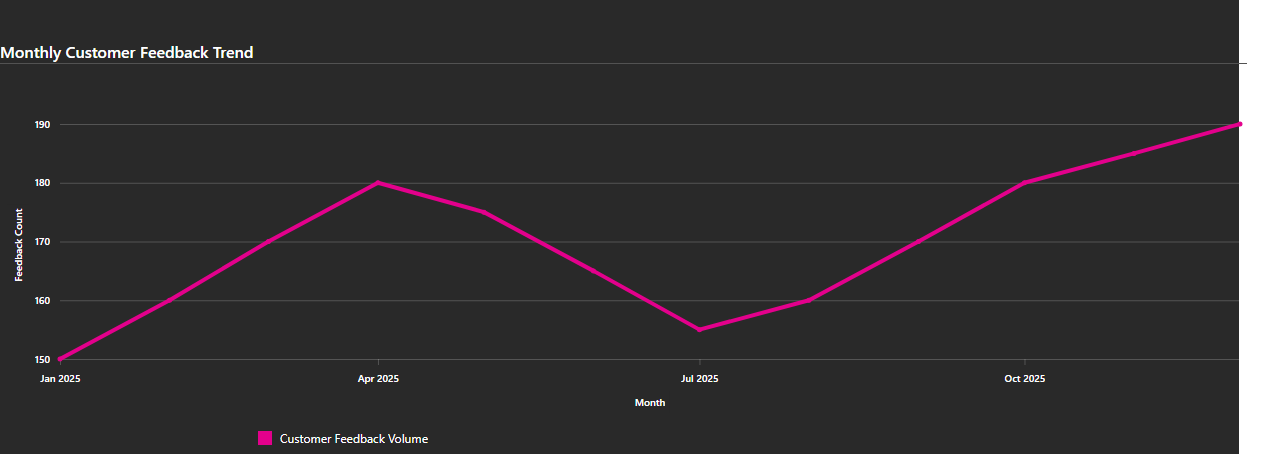 Monthly Customer Feedback Trend
190
180
170
160
150
Feedback Count
Jan 2025
Apr 2025
Jul 2025
Oct 2025
Month
Customer Feedback Volume